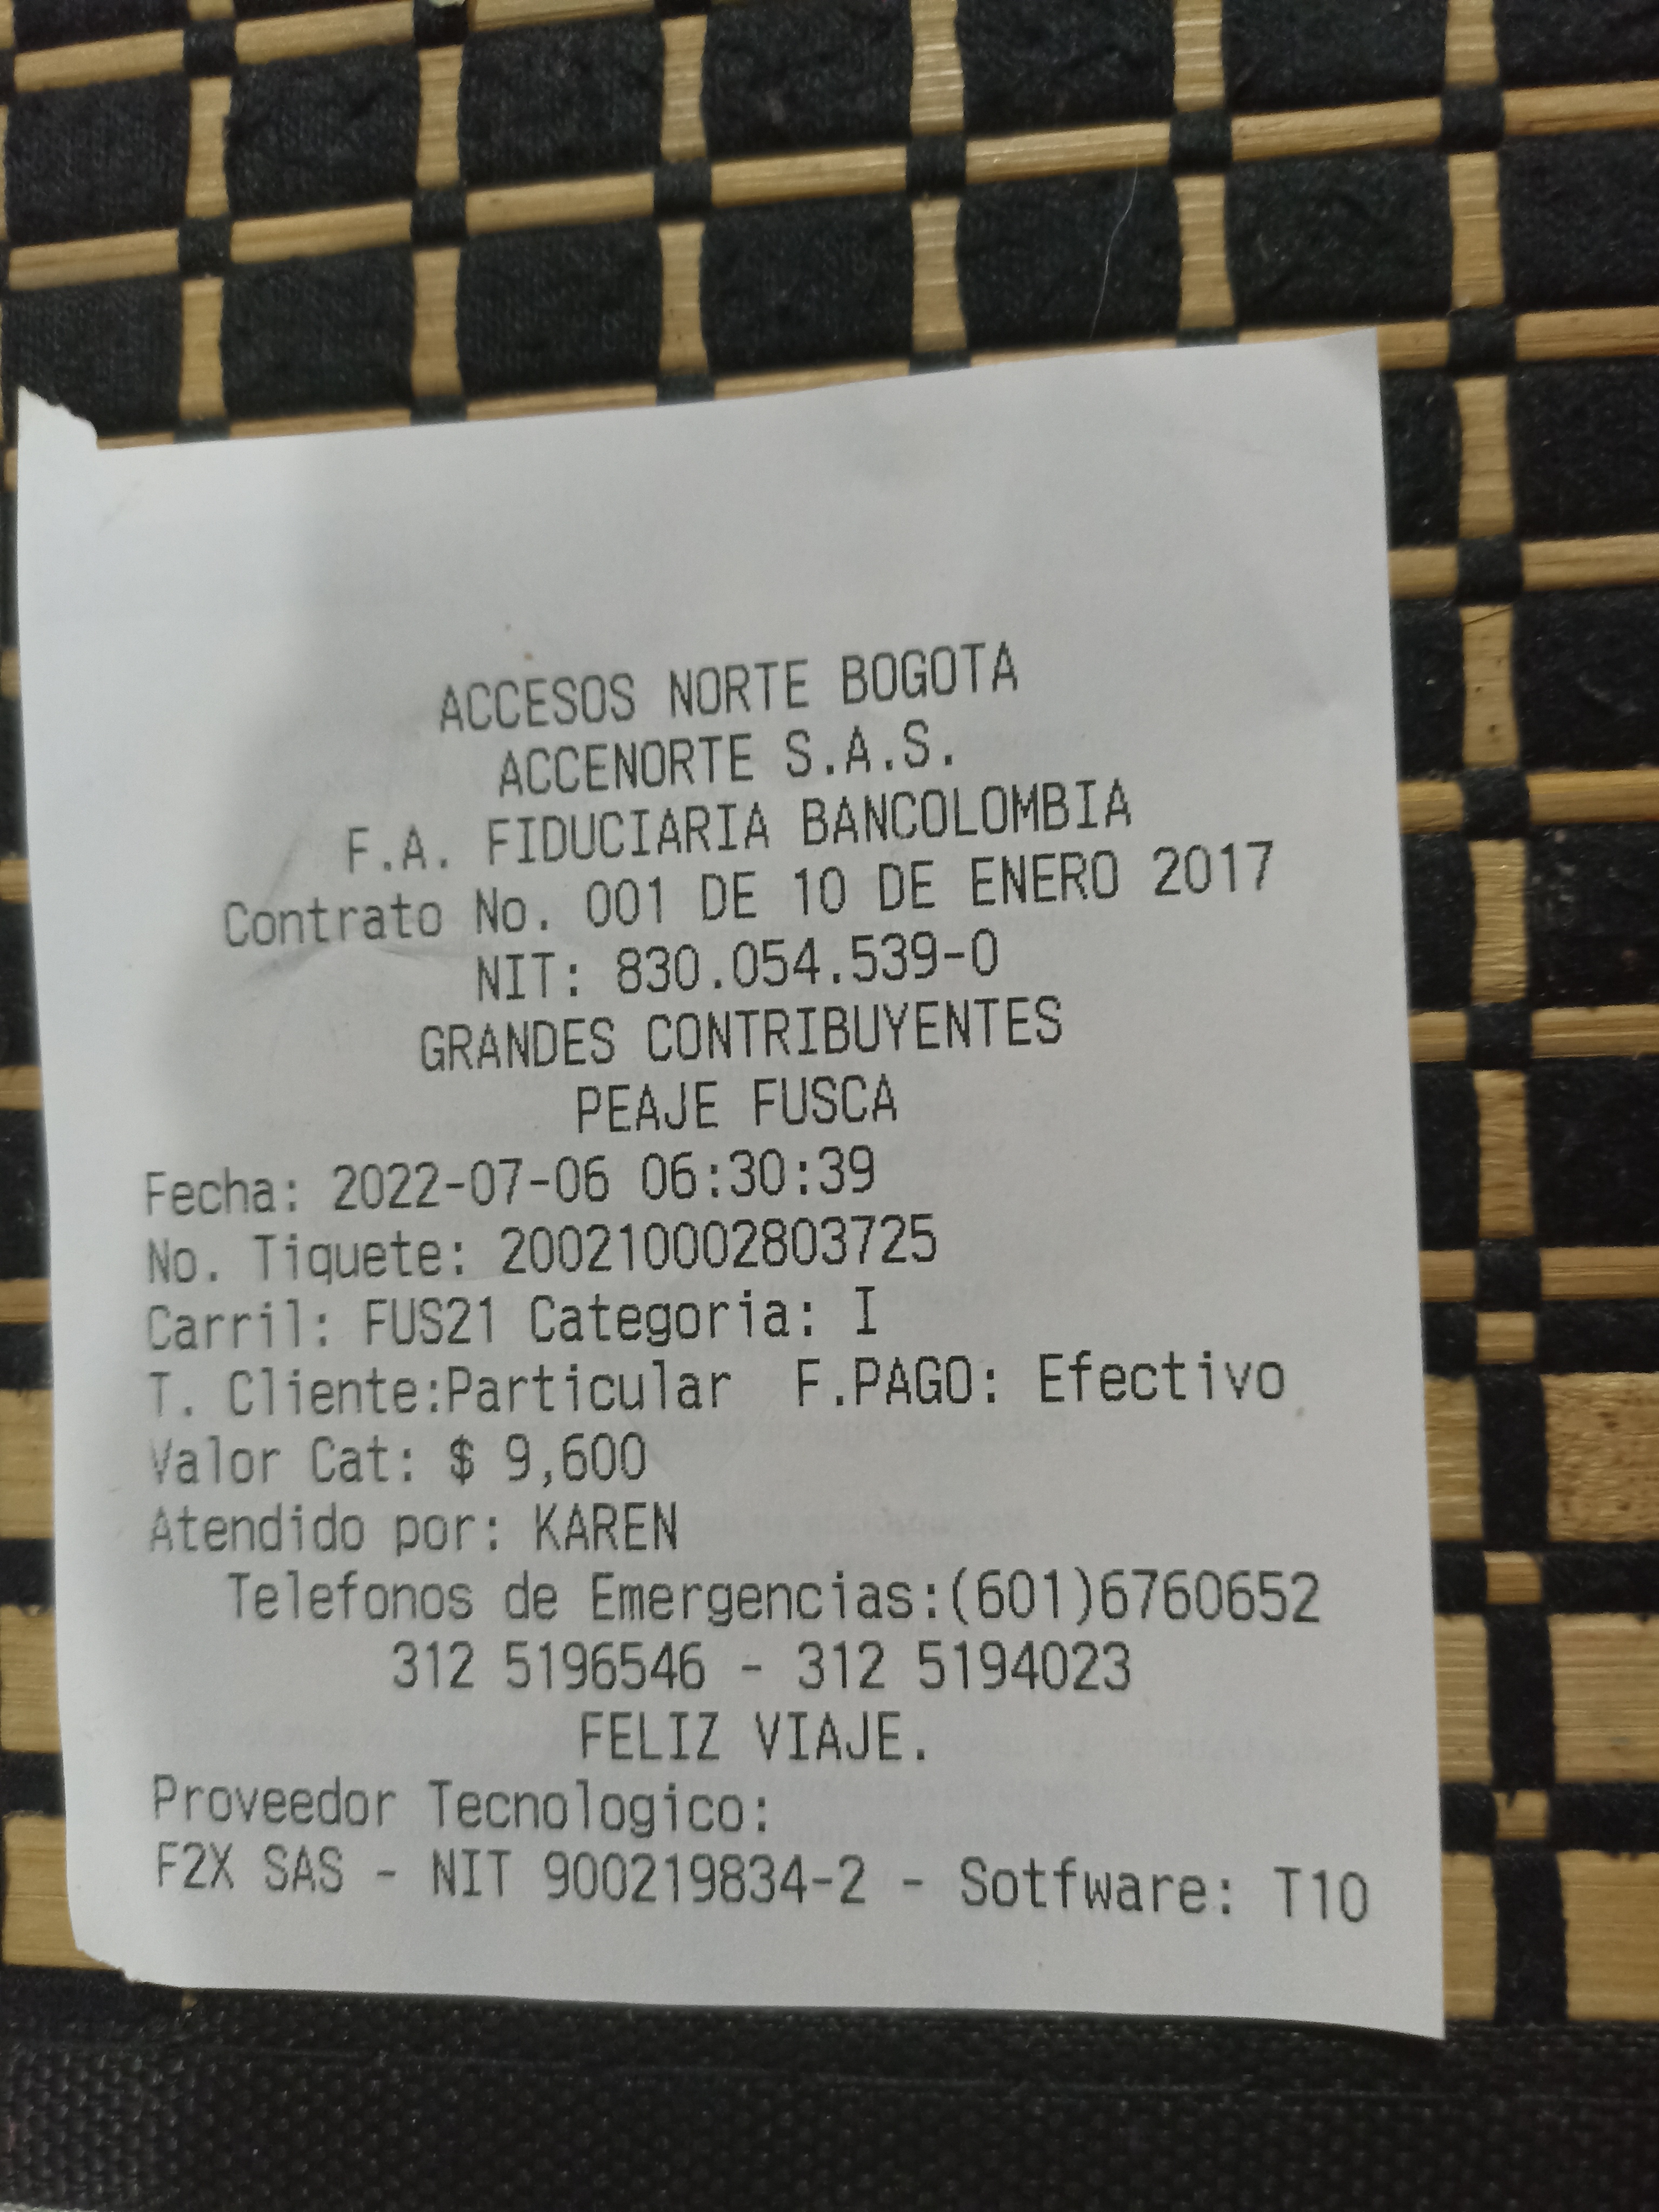 ACCESOS NORTE BOGOTA
ACCENORTE S.A.S.
F.A. FIDUCIARIA BANCOLOMBIA
Contrato No. 001 DE 10 DE ENERO 2017
NIT: 830.054.539-0
GRANDES CONTRIBUYENTES
PEAJE FUSCA
Fecha: 2022-07-06 06:30:39
No. Tiquete: 200210002803725
Carril: FUS21 Categoria: I
T. Cliente:Particular F.PAGO: Efectivo
Valor Cat: $ 9,600
Atendido por: KAREN
Telefonos de Emergencias:(601)6760652
312 5196546 - 312 5194023
FELIZ VIAJE.
Proveedor Tecnologico:
F2X SAS - NIT 900219834-2 - Sotfware: T10